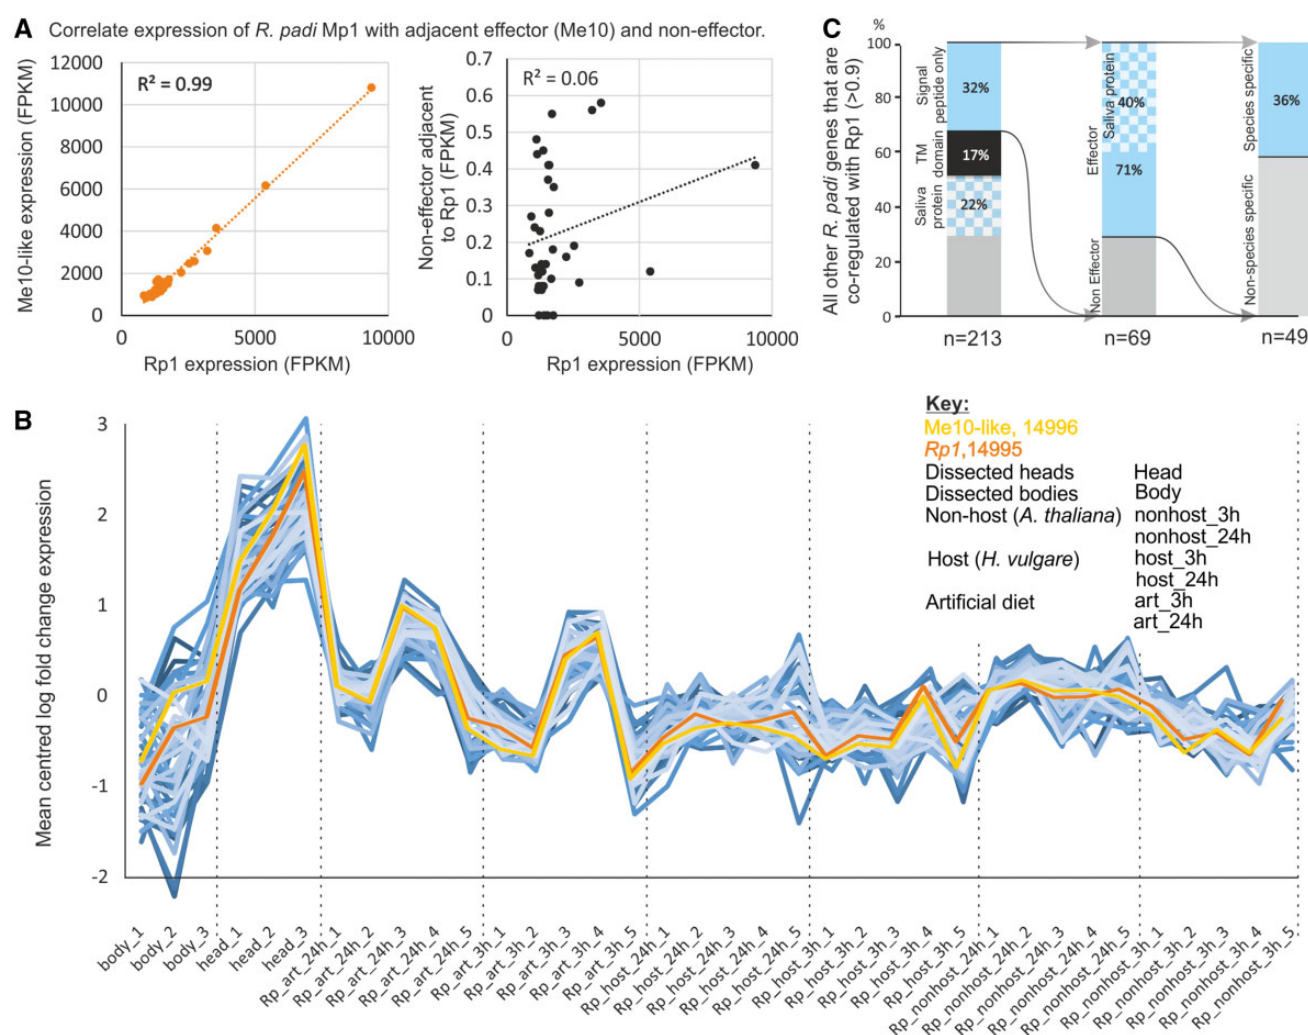 A Correlate expression of R. padi Mp1 with adjacent effector (Me10) and non-effector.
Me10-like expression (FPKM)
12000
10000
8000
6000
4000
2000
0
R² = 0.99
0 5000 10000
Rp1 expression (FPKM)
Non-effector adjacent
to Rp1 (FPKM)
0.7
0.6
0.5
0.4
0.3
0.2
0.1
0
R² = 0.06
0 5000 10000
Rp1 expression (FPKM)
C
%
All other R. padi genes that are
co-regulated with Rp1 (>0.9)
100
80
60
40
20
0
Signal
peptide only
32%
TM
domain
17%
Saliva
protein
22%
n=213
Saliva protein
40%
Effector
71%
Non Effector
n=69
Species specific
36%
Non-species specific
n=49
B
Mean centred log fold change expression
3
2
1
0
-1
-2
Key:
Me10-like, 14996
Rp1,14995
Dissected heads Head
Dissected bodies Body
Non-host (A. thaliana) nonhost_3h
nonhost_24h
Host (H. vulgare) host_3h
host_24h
Artificial diet art_3h
art_24h
body_1
body_2
body_3
head_1
head_2
head_3
Rp_art_24h_1
Rp_art_24h_2
Rp_art_24h_3
Rp_art_24h_4
Rp_art_24h_5
Rp_art_3h_1
Rp_art_3h_2
Rp_art_3h_3
Rp_art_3h_4
Rp_art_3h_5
Rp_host_24h_1
Rp_host_24h_2
Rp_host_24h_3
Rp_host_24h_4
Rp_host_24h_5
Rp_host_3h_1
Rp_host_3h_2
Rp_host_3h_3
Rp_host_3h_4
Rp_host_3h_5
Rp_nonhost_24h_1
Rp_nonhost_24h_2
Rp_nonhost_24h_3
Rp_nonhost_24h_4
Rp_nonhost_24h_5
Rp_nonhost_3h_1
Rp_nonhost_3h_2
Rp_nonhost_3h_3
Rp_nonhost_3h_4
Rp_nonhost_3h_5